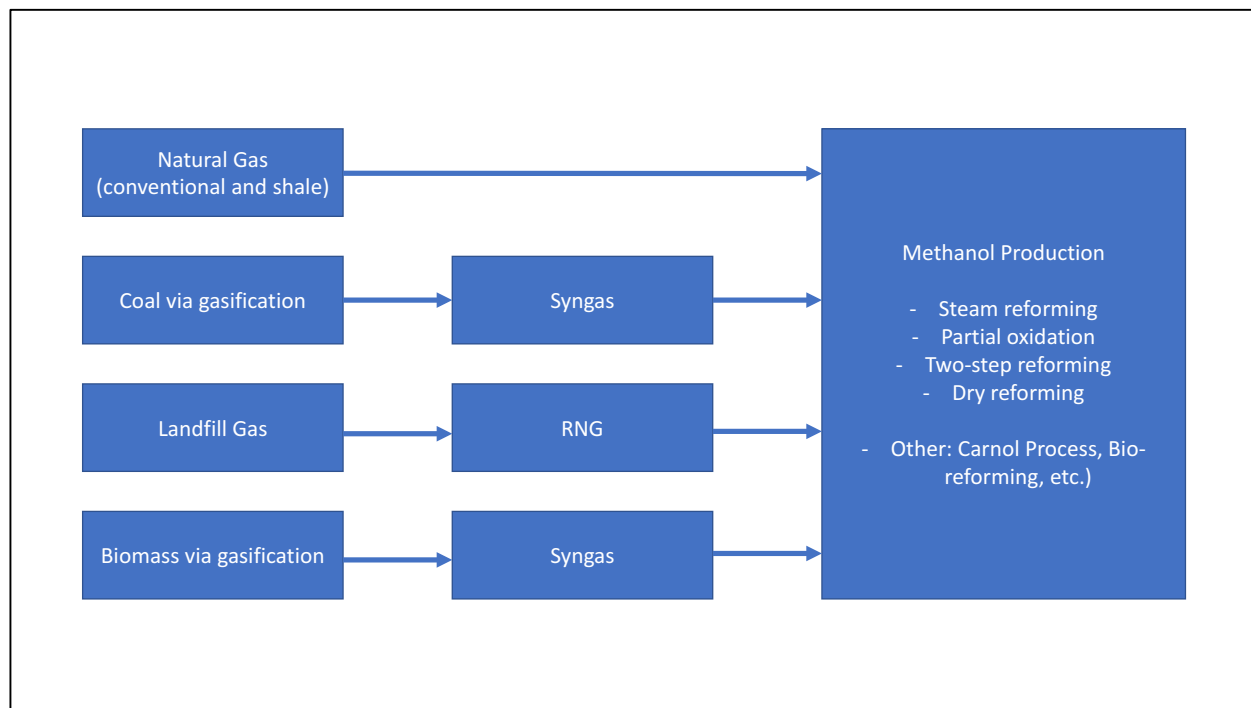 Natural Gas
(conventional and shale)
Coal via gasification
Syngas
Landfill Gas
RNG
Biomass via gasification
Syngas
Methanol Production
- Steam reforming
- Partial oxidation
- Two-step reforming
- Dry reforming
- Other: Carnol Process, Bio-
reforming, etc.)